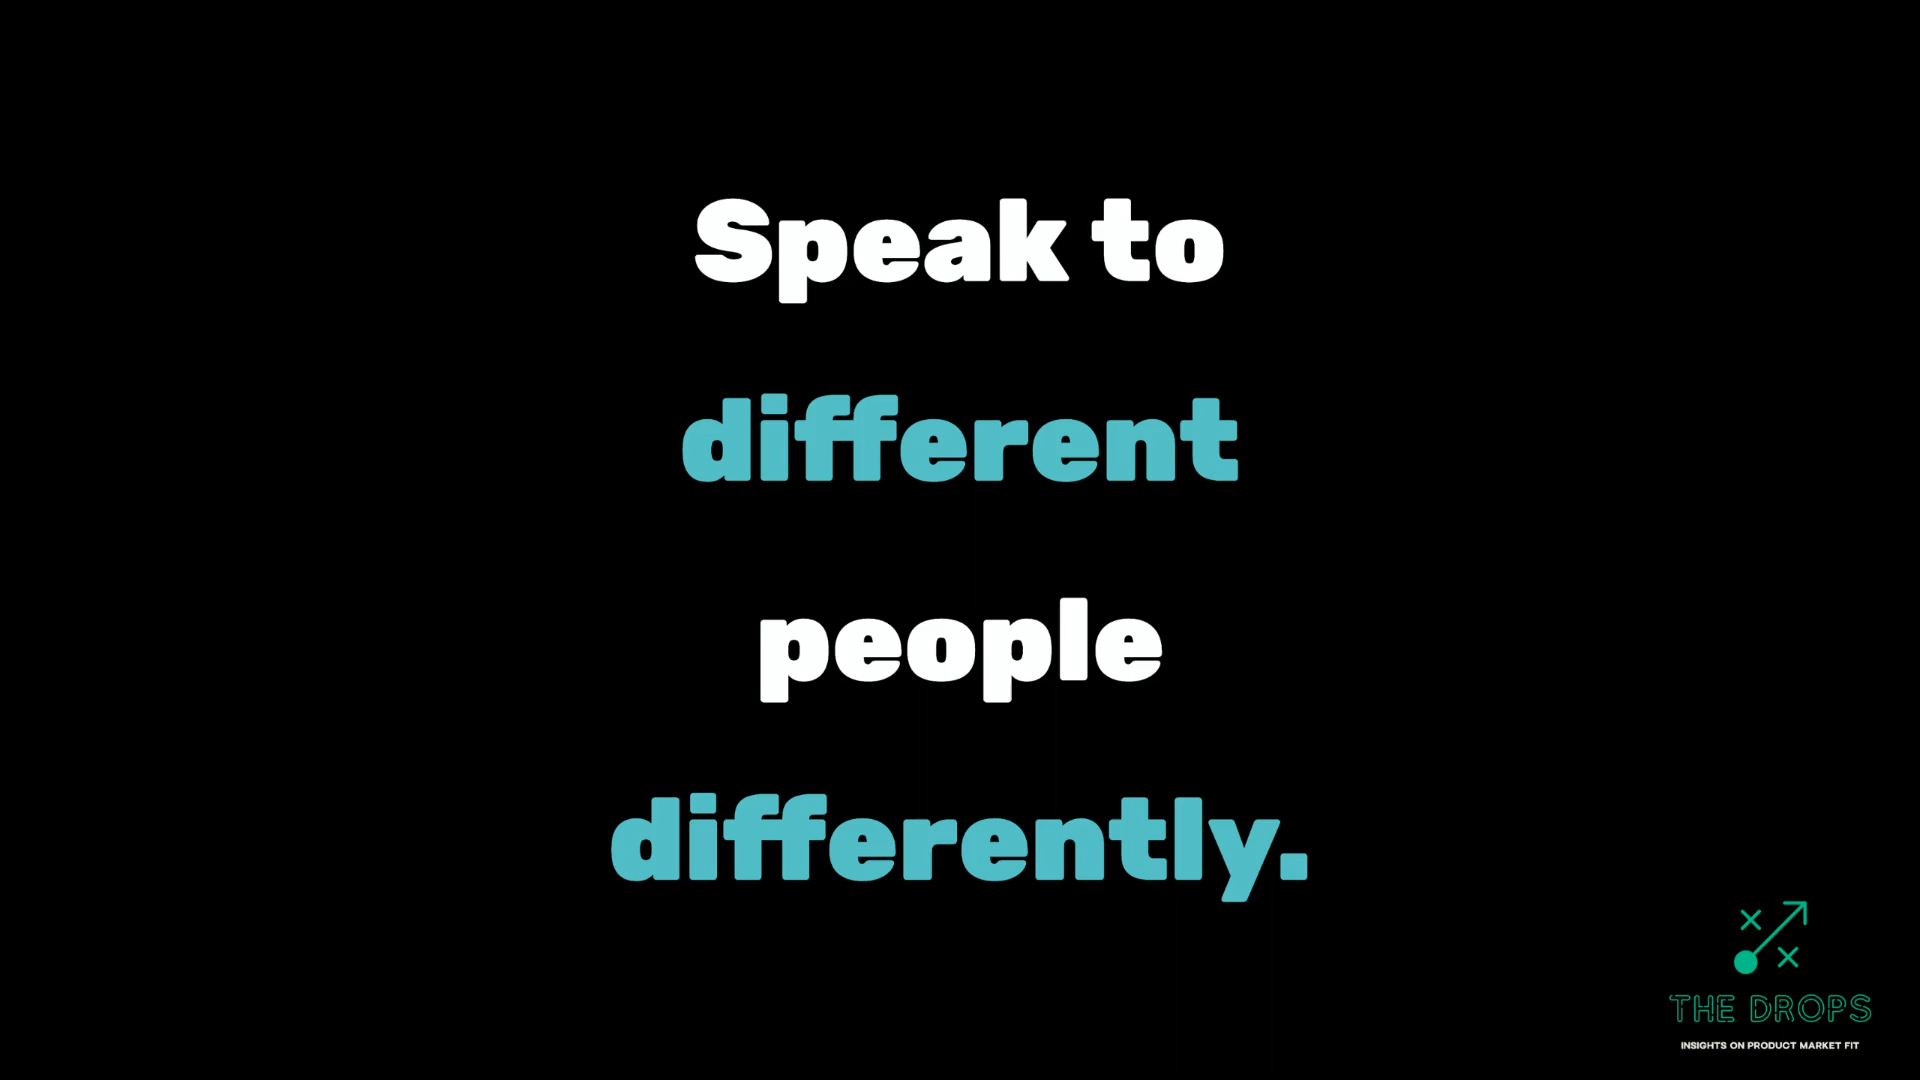 Speak to
different
people
differently.
THE DROPS
INSIGHTS ON PRODUCT MARKET FIT